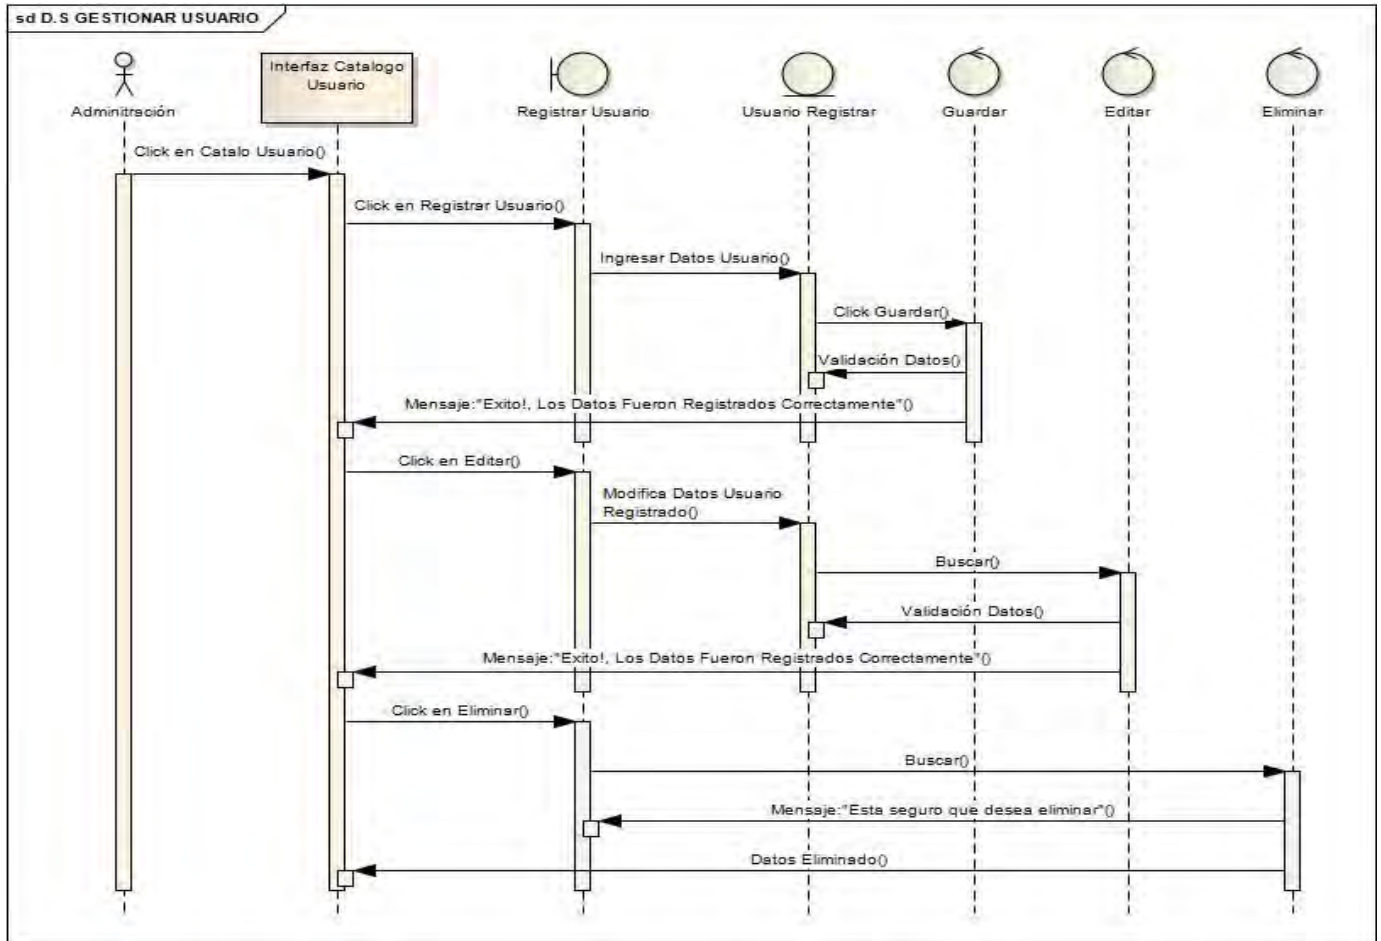 sd D.S GESTIONAR USUARIO
Interfaz Catalogo
Usuario
Adminitración
Registrar Usuario
Usuario Registrar
Guardar
Editar
Eliminar
Click en Catalo Usuario()
Click en Registrar Usuario()
Ingresar Datos Usuario()
Click Guardar()
Validación Datos()
Mensaje:"Exito!, Los Datos Fueron Registrados Correctamente"()
Click en Editar()
Modifica Datos Usuario
Registrado()
Buscar()
Validación Datos()
Mensaje:"Exito!, Los Datos Fueron Registrados Correctamente"()
Click en Eliminar()
Buscar()
Mensaje:"Esta seguro que desea eliminar"()
Datos Eliminado()